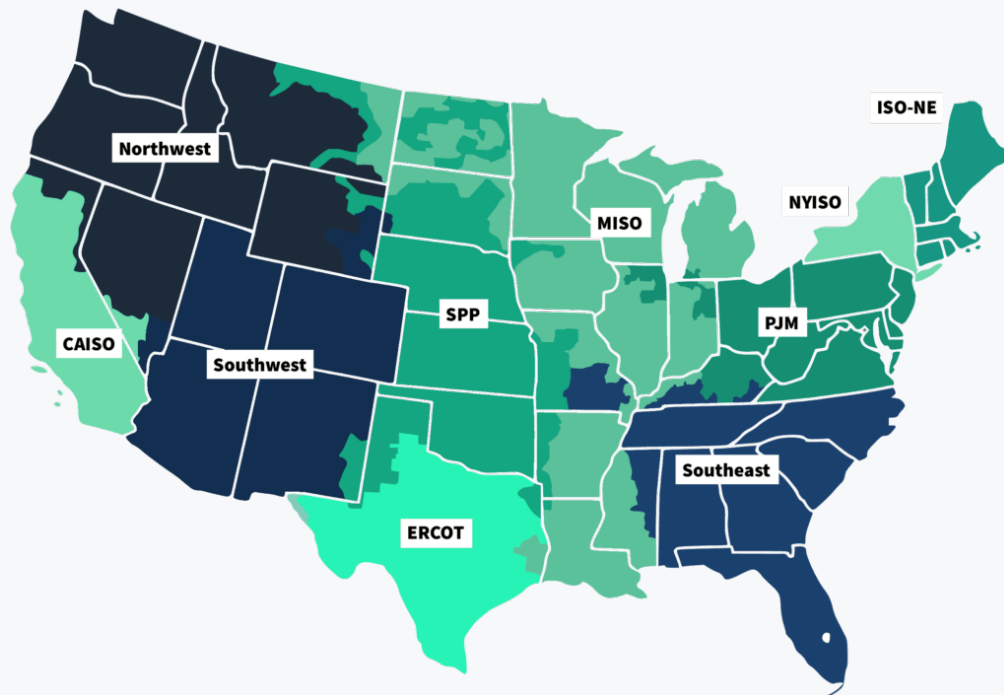 ISO-NE
Northwest
NYISO
MISO
SPP
PJM
CAISO
Southwest
Southeast
ERCOT